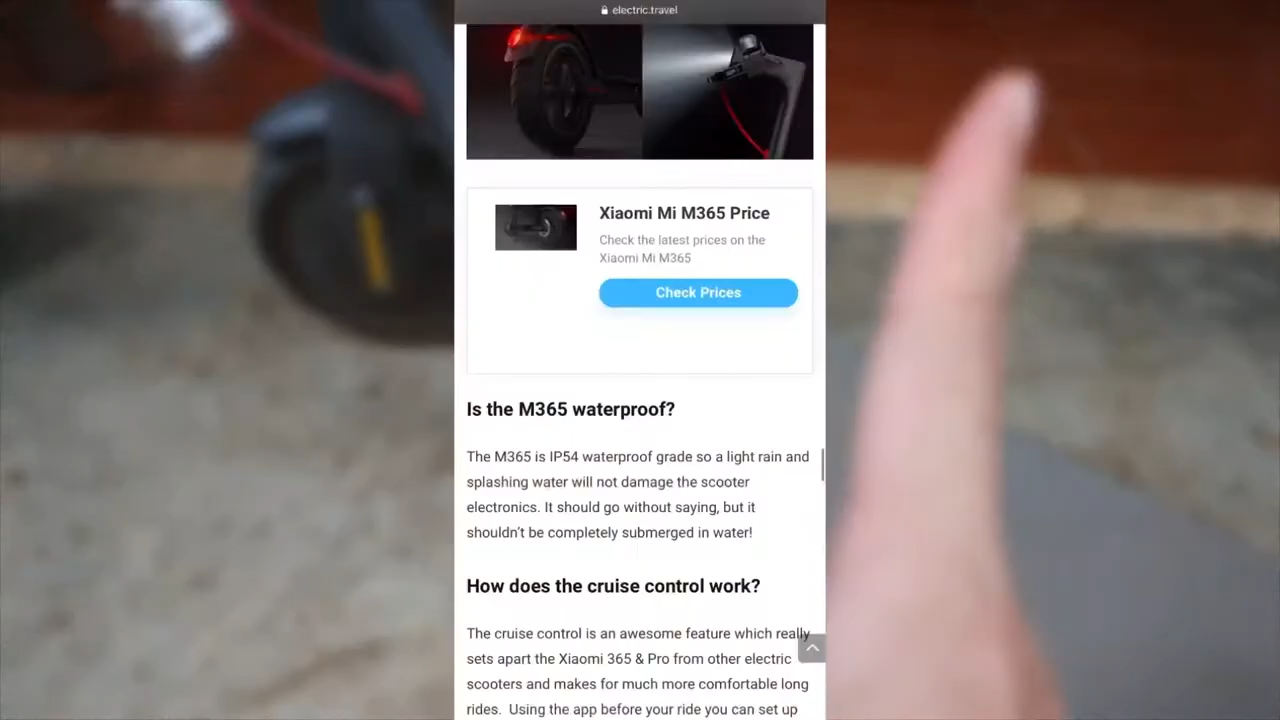 electric.travel
Xiaomi Mi M365 Price
Check the latest prices on the
Xiaomi Mi M365
Check Prices
Is the M365 waterproof?
The M365 is IP54 waterproof grade so a light rain and
splashing water will not damage the scooter
electronics. It should go without saying, but it
shouldn't be completely submerged in water!
How does the cruise control work?
The cruise control is an awesome feature which really
sets apart the Xiaomi 365 & Pro from other electric
scooters and makes for much more comfortable long
rides. Using the app before your ride you can set up